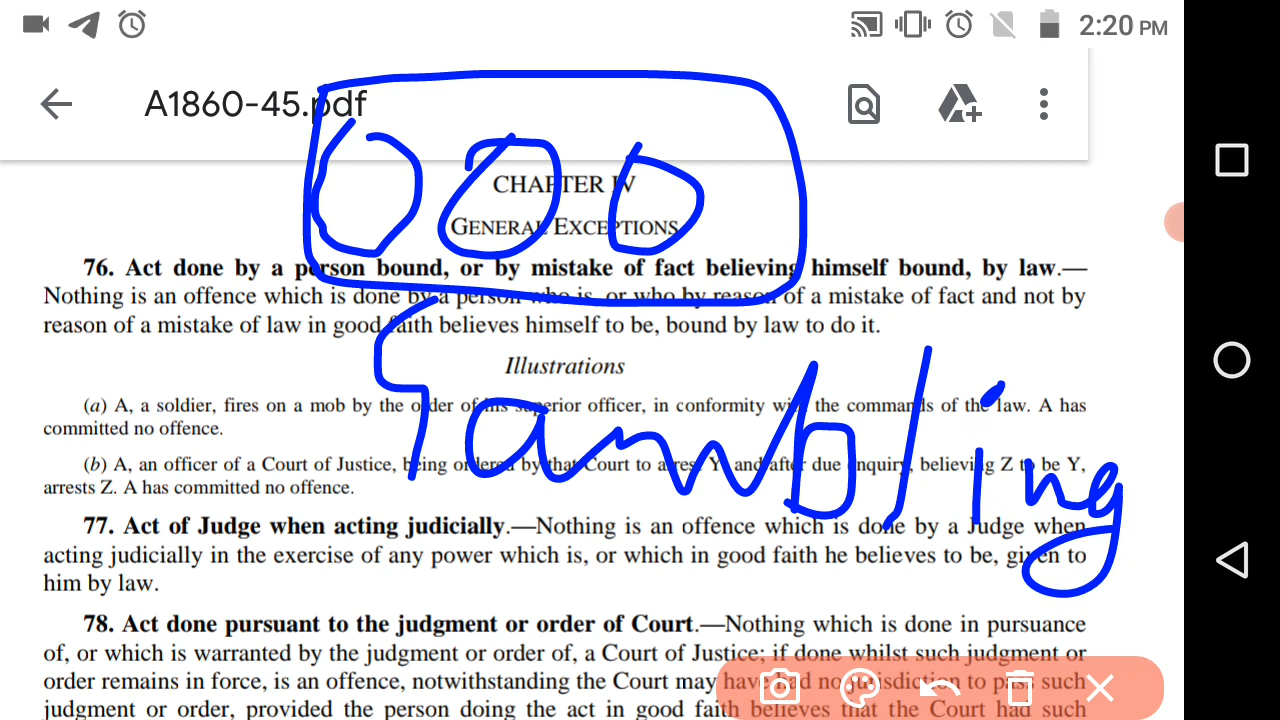 2:20 PM
A1860-45.pdf
CHAPTER IV
GENERAL EXCEPTIONS
76. Act done by a person bound, or by mistake of fact believing himself bound, by law.—
Nothing is an offence which is done by a person who is, or who by reason of a mistake of fact and not by
reason of a mistake of law in good faith believes himself to be, bound by law to do it.
Illustrations
(a) A, a soldier, fires on a mob by the order of his superior officer, in conformity with the commands of the law. A has
committed no offence.
(b) A, an officer of a Court of Justice, being ordered by that Court to arrest Y, and after due enquiry, believing Z to be Y,
arrests Z. A has committed no offence.
77. Act of Judge when acting judicially.—Nothing is an offence which is done by a Judge when
acting judicially in the exercise of any power which is, or which in good faith he believes to be, given to
him by law.
78. Act done pursuant to the judgment or order of Court.—Nothing which is done in pursuance
of, or which is warranted by the judgment or order of, a Court of Justice; if done whilst such judgment or
order remains in force, is an offence, notwithstanding the Court may have had no jurisdiction to pass such
judgment or order, provided the person doing the act in good faith believes that the Court had such
000
Gambling